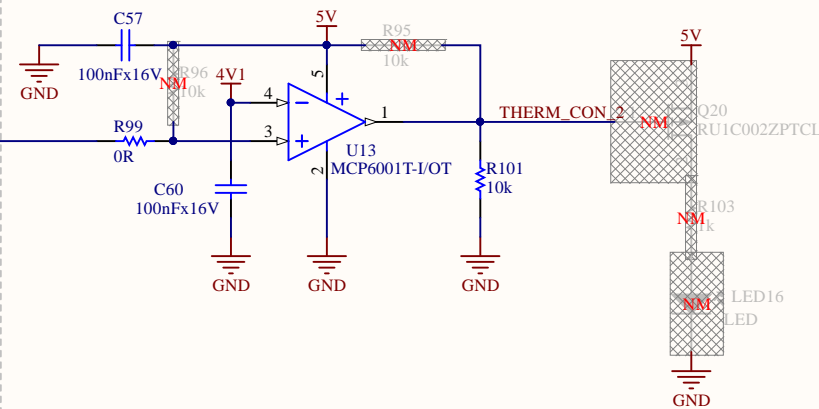 C57
100nFx16V
GND
NM
R96
10k
R99
0R
4V1
5V
4
3
5
2
1
U13
MCP6001T-I/OT
C60
100nFx16V
GND
GND
R95
NM
10k
R101
10k
GND
THERM_CON_2
5V
NM
Q20
RU1C002ZPTCL
R103
NM
1k
NM
LED16
LED
GND